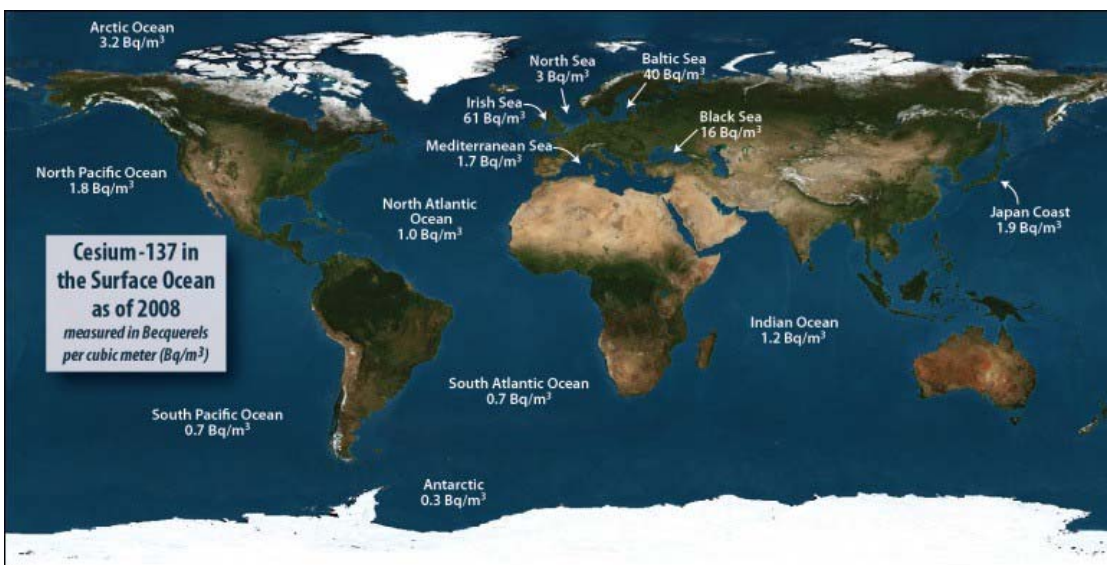 Arctic Ocean
3.2 Bq/m³
North Sea
3 Bq/m³
Baltic Sea
40 Bq/m³
Irish Sea
61 Bq/m³
Black Sea
16 Bq/m³
Mediterranean Sea
1.7 Bq/m³
North Pacific Ocean
1.8 Bq/m³
North Atlantic
Ocean
1.0 Bq/m³
Japan Coast
1.9 Bq/m³
Cesium-137 in
the Surface Ocean
as of 2008
measured in Becquerels
per cubic meter (Bq/m³)
Indian Ocean
1.2 Bq/m³
South Atlantic Ocean
0.7 Bq/m³
South Pacific Ocean
0.7 Bq/m³
Antarctic
0.3 Bq/m³